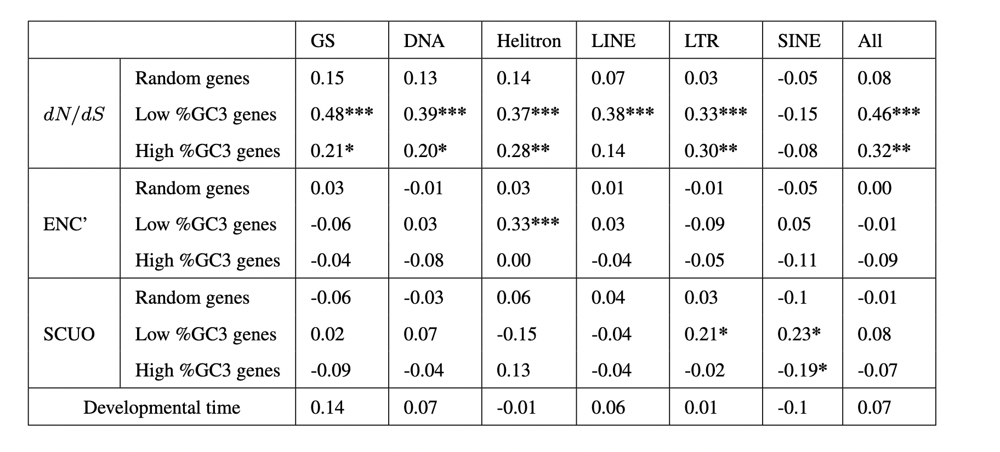 GS DNA Helitron LINE LTR SINE All
Random genes 0.15 0.13 0.14 0.07 0.03 -0.05 0.08
dN/dS Low %GC3 genes 0.48*** 0.39*** 0.37*** 0.38*** 0.33*** -0.15 0.46***
High %GC3 genes 0.21* 0.20* 0.28** 0.14 0.30** -0.08 0.32**
Random genes 0.03 -0.01 0.03 0.01 -0.01 -0.05 0.00
ENC’ Low %GC3 genes -0.06 0.03 0.33*** 0.03 -0.09 0.05 -0.01
High %GC3 genes -0.04 -0.08 0.00 -0.04 -0.05 -0.11 -0.09
Random genes -0.06 -0.03 0.06 0.04 0.03 -0.1 -0.01
SCUO Low %GC3 genes 0.02 0.07 -0.15 -0.04 0.21* 0.23* 0.08
High %GC3 genes -0.09 -0.04 0.13 -0.04 -0.02 -0.19* -0.07
Developmental time 0.14 0.07 -0.01 0.06 0.01 -0.1 0.07